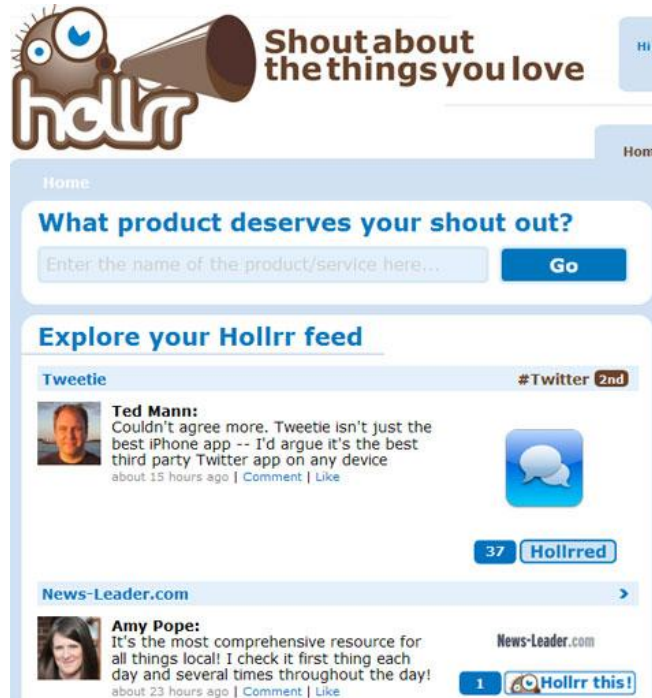 hollrr
Shout about
the things you love
Hi
Hom
Home
What product deserves your shout out?
Enter the name of the product/service here...
Go
Explore your Hollrr feed
Tweetie
#Twitter 2nd
Ted Mann:
Couldn't agree more. Tweetie isn't just the
best iPhone app -- I'd argue it's the best
third party Twitter app on any device
about 15 hours ago | Comment | Like
37 Hollrred
News-Leader.com
Amy Pope:
It's the most comprehensive resource for
all things local! I check it first thing each
day and several times throughout the day!
about 23 hours ago | Comment | Like
News-Leader.com
1 Hollrr this!